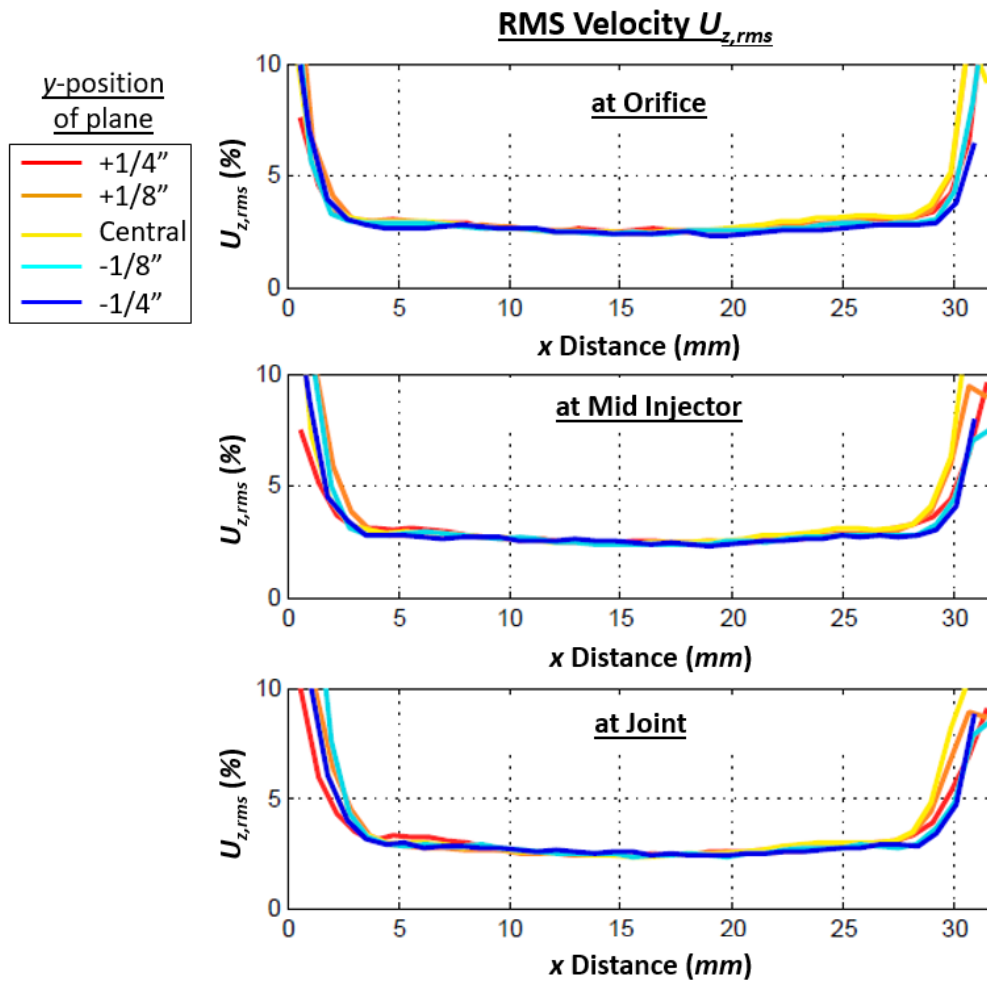 RMS Velocity Uz,rms
y-position
of plane
+1/4”
+1/8”
Central
-1/8”
-1/4”
at Orifice
Uz,rms (%)
10
5
0
0 5 10 15 20 25 30
x Distance (mm)
at Mid Injector
Uz,rms (%)
10
5
0
0 5 10 15 20 25 30
x Distance (mm)
at Joint
Uz,rms (%)
10
5
0
0 5 10 15 20 25 30
x Distance (mm)